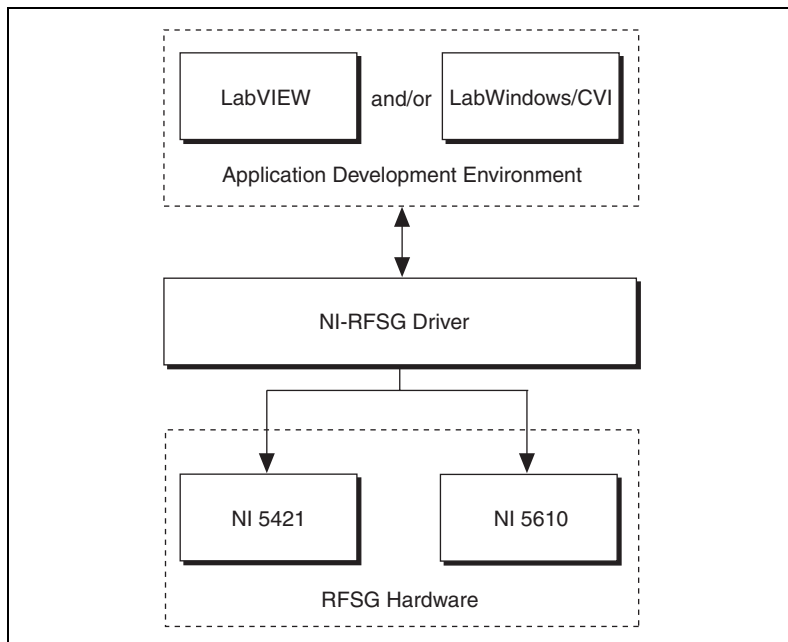 LabVIEW and/or LabWindows/CVI
Application Development Environment
NI-RFSG Driver
NI 5421 NI 5610
RFSG Hardware